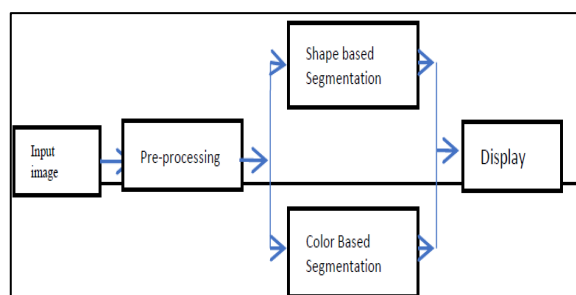 Input
image
Pre-processing
Shape based
Segmentation
Color Based
Segmentation
Display